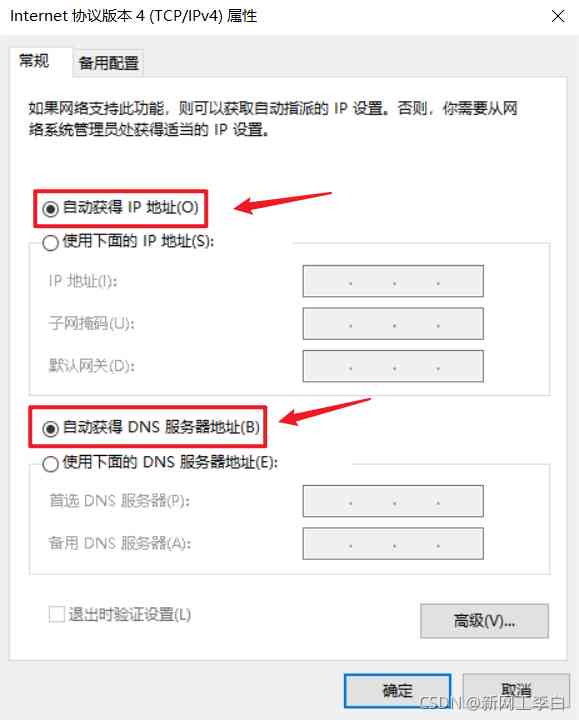 Internet 协议版本 4 (TCP/IPv4) 属性
常规
备用配置
如果网络支持此功能，则可以获取自动指派的 IP 设置。否则，你需要从网
络系统管理员处获得适当的 IP 设置。
自动获得 IP 地址(O)
使用下面的 IP 地址(S):
IP 地址(I):
子网掩码(U):
默认网关(D):
自动获得 DNS 服务器地址(B)
使用下面的 DNS 服务器地址(E):
首选 DNS 服务器(P):
备用 DNS 服务器(A):
退出时验证设置(L)
高级(V)...
确定
取消
CSDN @新网工李白